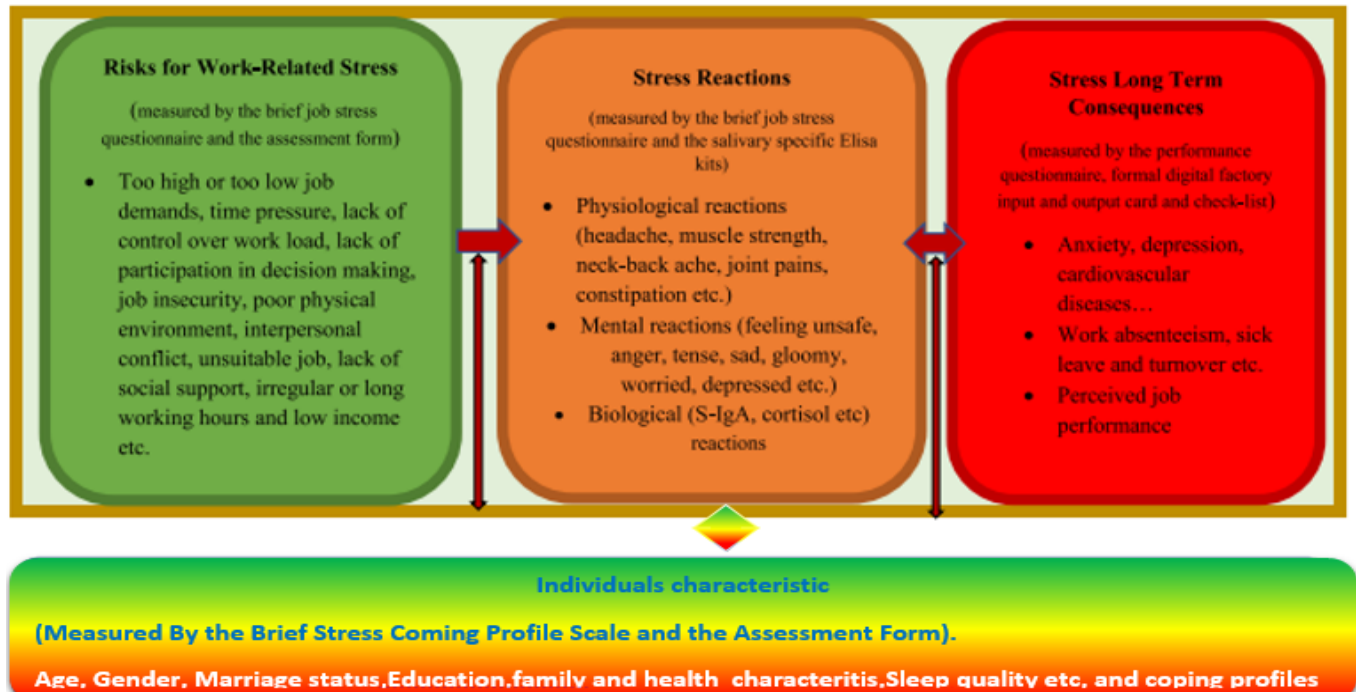 Risks for Work-Related Stress
(measured by the brief job stress
questionnaire and the assessment form)
• Too high or too low job
demands, time pressure, lack of
control over work load, lack of
participation in decision making,
job insecurity, poor physical
environment, interpersonal
conflict, unsuitable job, lack of
social support, irregular or long
working hours and low income
etc.
Stress Reactions
(measured by the brief job stress
questionnaire and the salivary specific Elisa
kits)
• Physiological reactions
(headache, muscle strength,
neck-back ache, joint pains,
constipation etc.)
• Mental reactions (feeling unsafe,
anger, tense, sad, gloomy,
worried, depressed etc.)
• Biological (S-IgA, cortisol etc)
reactions
Stress Long Term
Consequences
(measured by the performance
questionnaire, formal digital factory
input and output card and check-list)
• Anxiety, depression,
cardiovascular
diseases…
• Work absenteeism, sick
leave and turnover etc.
• Perceived job
performance
Individuals characteristic
(Measured By the Brief Stress Coming Profile Scale and the Assessment Form).
Age, Gender, Marriage status,Education,family and health characteritis,Sleep quality etc, and coping profiles